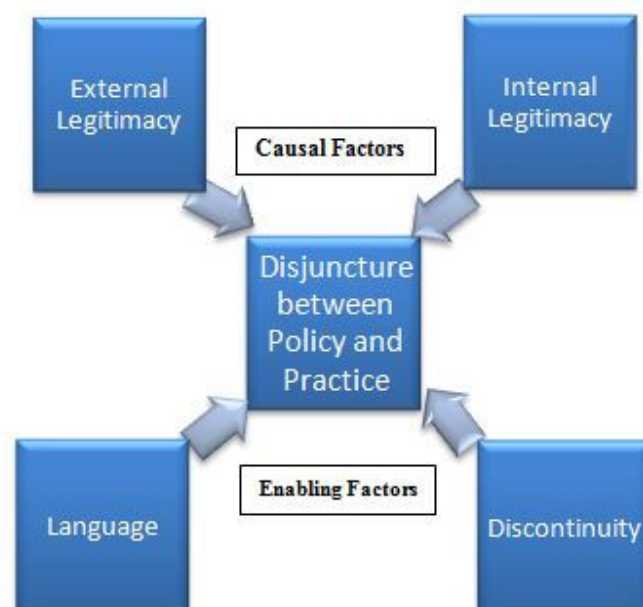 External
Legitimacy
Internal
Legitimacy
Causal Factors
Disjuncture
between
Policy and
Practice
Language
Enabling Factors
Discontinuity